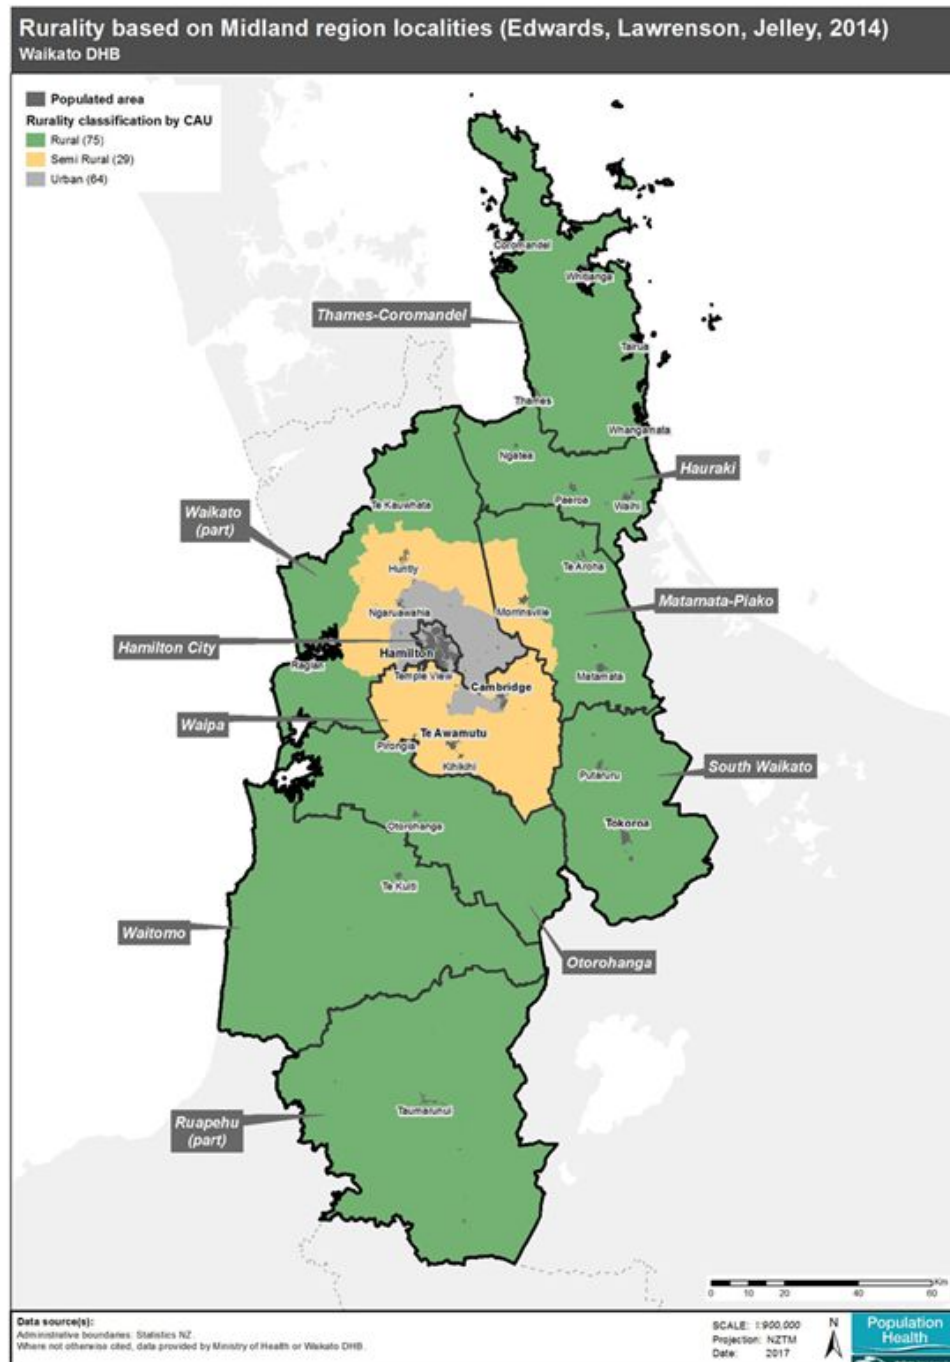 Rurality based on Midland region localities (Edwards, Lawrenson, Jelley, 2014)
Waikato DHB
Populated area
Rurality classification by CAU
Rural (75)
Semi Rural (29)
Urban (64)
Coromandel
Whitianga
Thames-Coromandel
Tairua
Thames
Whangamata
Ngatea
Hauraki
Te Kauwhata
Paeroa
Waihi
Waikato
(part)
Huntly
Te Aroha
Ngaruawahia
Morrinsville
Matamata-Piako
Hamilton City
Hamilton
Raglan
Temple View
Matamata
Cambridge
Waipa
Te Awamutu
Pirongia
Kihikihi
Putaruru
South Waikato
Otorohanga
Tokoroa
Te Kuiti
Waitomo
Otorohanga
Taumarunui
Ruapehu
(part)
0 10 20 40 60
Km
Data source(s):
Administrative boundaries: Statistics NZ.
Where not otherwise cited, data provided by Ministry of Health or Waikato DHB.
SCALE: 1:900,000
Projection: NZTM
Date: 2017
N
Population
Health